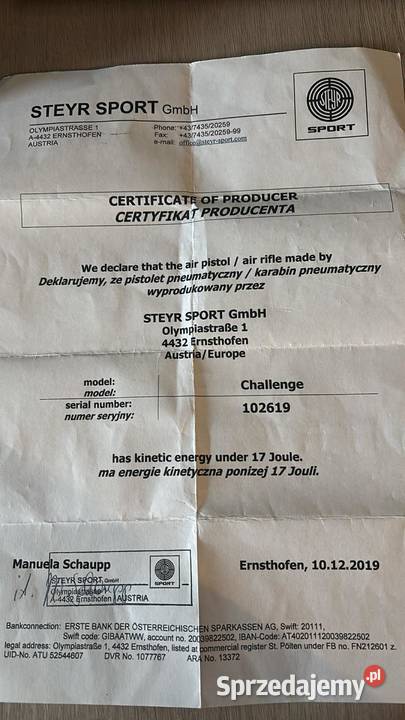 STEYR SPORT GmbH
OLYMPIASTRASSE 1
A-4432 ERNSTHOFEN
AUSTRIA
Phone: +43/7435/20259
Fax: +43/7435/20259-99
e-mail: office@steyr-sport.com
STEYR
SPORT
CERTIFICATE OF PRODUCER
CERTYFIKAT PRODUCENTA
We declare that the air pistol / air rifle made by
Deklarujemy, ze pistolet pneumatyczny / karabin pneumatyczny
wyprodukowany przez
STEYR SPORT GmbH
Olympiastraße 1
4432 Ernsthofen
Austria/Europe
model: Challenge
model:
serial number: 102619
numer seryjny:
has kinetic energy under 17 Joule.
ma energie kinetyczna ponizej 17 Jouli.
Manuela Schaupp
Ernsthofen, 10.12.2019
STEYR SPORT GmbH
Olympiastrasse
A-4432 Ernsthofen AUSTRIA
SPORT
Bankconnection: ERSTE BANK DER ÖSTERREICHISCHEN SPARKASSEN AG, Swift: 20111,
Swift code: GIBAATWW, account no. 20039822502, IBAN-Code: AT402011120039822502
legal address: Olympiastraße 1, 4432 Ernsthofen, listed at commercial register St. Pölten under FB no. FN212601 z.
UID-No. ATU 52544607 DVR No. 1077767 ARA No. 13372
Sprzedajemy.pl